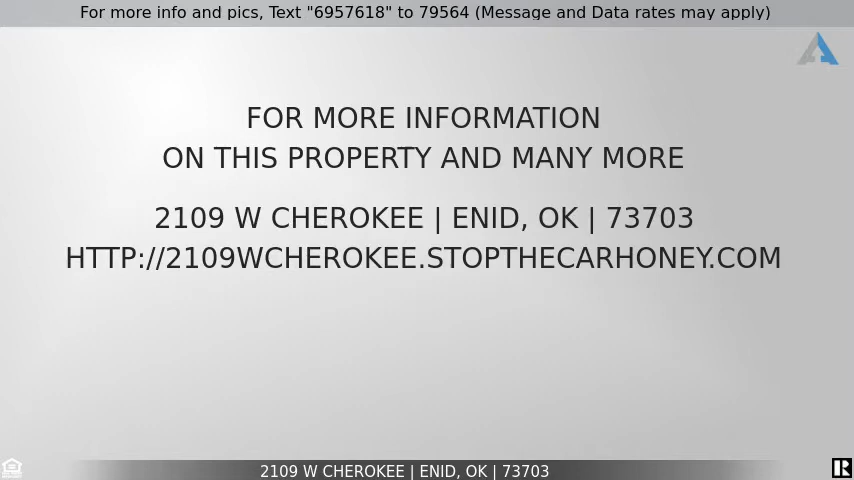 For more info and pics, Text "6957618" to 79564 (Message and Data rates may apply)
FOR MORE INFORMATION
ON THIS PROPERTY AND MANY MORE
2109 W CHEROKEE | ENID, OK | 73703
HTTP://2109WCHEROKEE.STOPTHECARHONEY.COM
2109 W CHEROKEE | ENID, OK | 73703